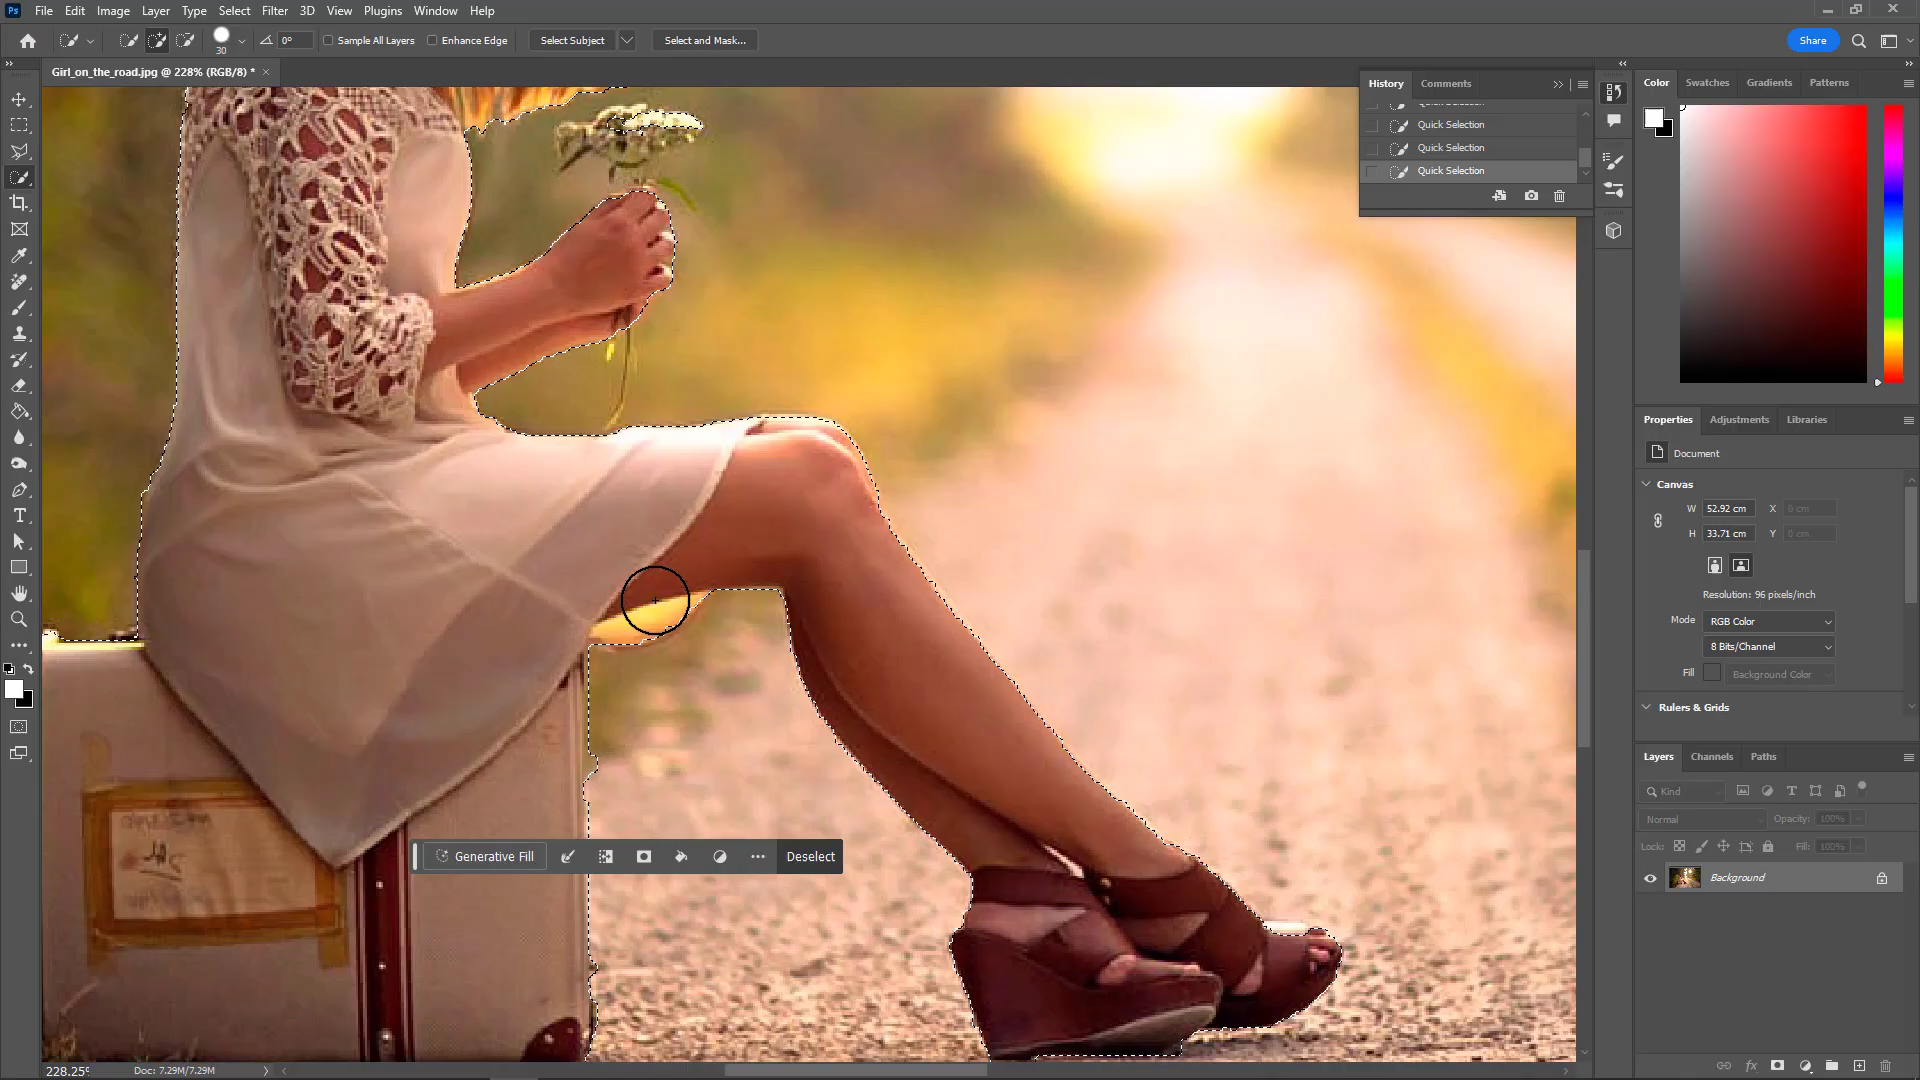 Ps File Edit Image Layer Type Select Filter 3D View Plugins Window Help
30 0° Sample All Layers Enhance Edge Select Subject Select and Mask... Share
Girl_on_the_road.jpg @ 228% (RGB/8) * ×
History Comments
Quick Selection
Quick Selection
Quick Selection
Quick Selection
Color Swatches Gradients Patterns
Properties Adjustments Libraries
Document
Canvas
W 52.92 cm X 0 cm
H 33.71 cm Y 0 cm
Resolution: 96 pixels/inch
Mode RGB Color
8 Bits/Channel
Fill Background Color
Rulers & Grids
Layers Channels Paths
Kind
Normal Opacity: 100%
Lock: Fill: 100%
Background
Generative Fill Deselect
228.25% Doc: 7.29M/7.29M